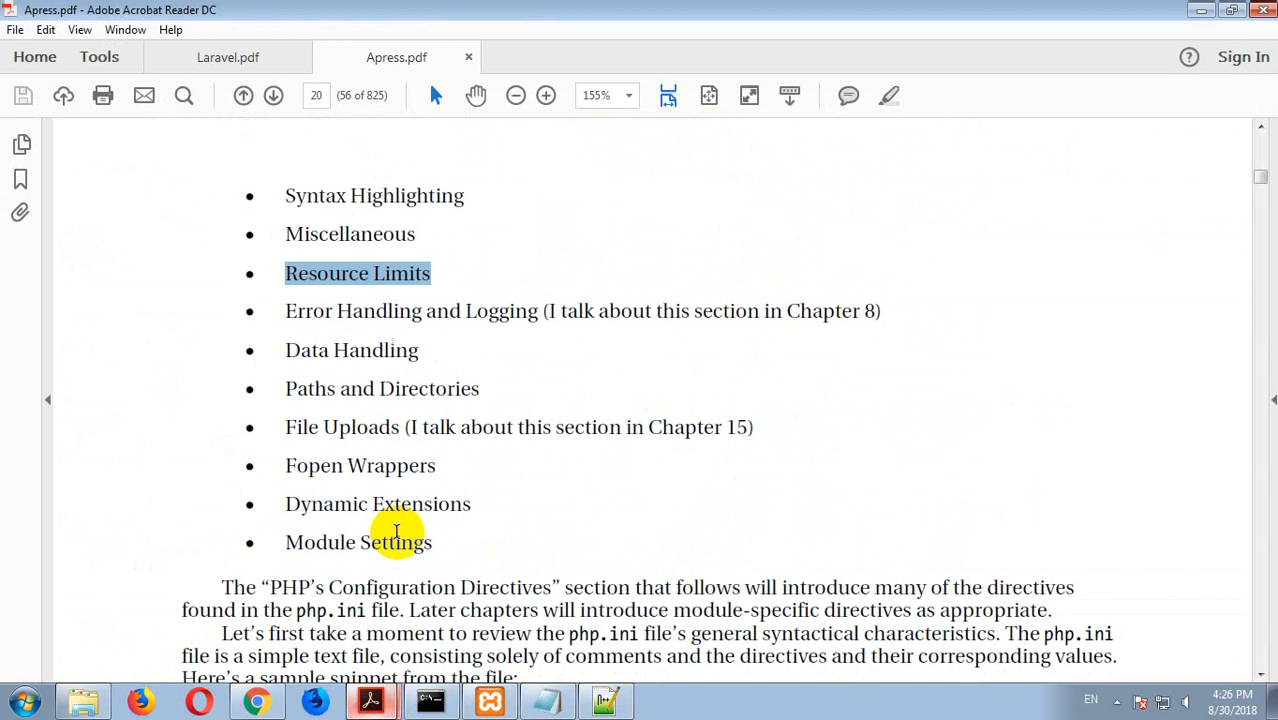 Apress.pdf - Adobe Acrobat Reader DC
File Edit View Window Help
Home Tools Laravel.pdf Apress.pdf × ? Sign In
20 (56 of 825) 155%
• Syntax Highlighting
• Miscellaneous
• Resource Limits
• Error Handling and Logging (I talk about this section in Chapter 8)
• Data Handling
• Paths and Directories
• File Uploads (I talk about this section in Chapter 15)
• Fopen Wrappers
• Dynamic Extensions
• Module Settings
The “PHP’s Configuration Directives” section that follows will introduce many of the directives
found in the php.ini file. Later chapters will introduce module-specific directives as appropriate.
Let’s first take a moment to review the php.ini file’s general syntactical characteristics. The php.ini
file is a simple text file, consisting solely of comments and the directives and their corresponding values.
Here’s a sample snippet from the file:
EN 4:26 PM
8/30/2018